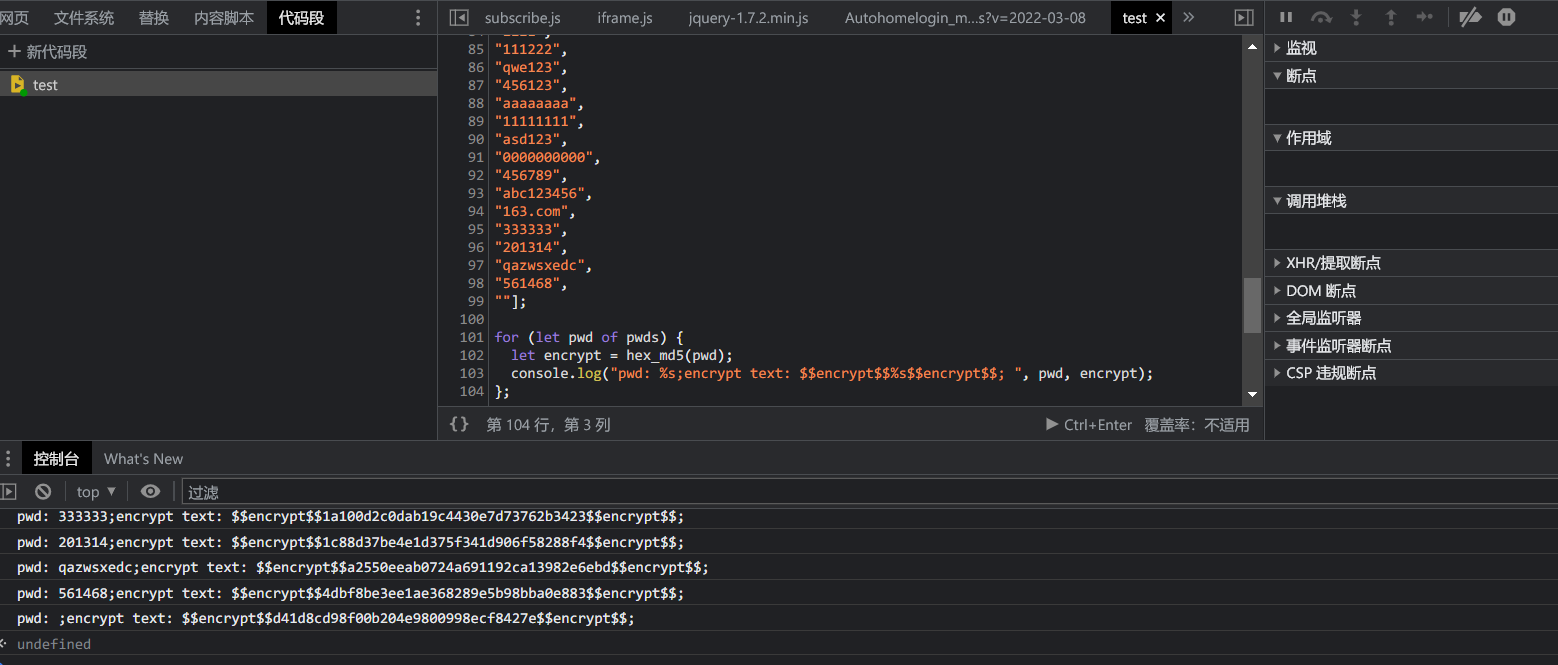 网页 文件系统 替换 内容脚本 代码段
subscribe.js iframe.js jquery-1.7.2.min.js Autohomelogin_m...s?v=2022-03-08 test ✕ »
+ 新代码段
test
85 "111222",
86 "qwe123",
87 "456123",
88 "aaaaaaaa",
89 "11111111",
90 "asd123",
91 "0000000000",
92 "456789",
93 "abc123456",
94 "163.com",
95 "333333",
96 "201314",
97 "qazwsxedc",
98 "561468",
99 ""];
100
101 for (let pwd of pwds) {
102 let encrypt = hex_md5(pwd);
103 console.log("pwd: %s;encrypt text: $$encrypt$$%s$$encrypt$$; ", pwd, encrypt);
104 };
{} 第 104 行，第 3 列 Ctrl+Enter 覆盖率：不适用
监视
断点
作用域
调用堆栈
XHR/提取断点
DOM 断点
全局监听器
事件监听器断点
CSP 违规断点
控制台 What's New
top ▼ 过滤
pwd: 333333;encrypt text: $$encrypt$$1a100d2c0dab19c4430e7d73762b3423$$encrypt$$;
pwd: 201314;encrypt text: $$encrypt$$1c88d37be4e1d375f341d906f58288f4$$encrypt$$;
pwd: qazwsxedc;encrypt text: $$encrypt$$a2550eeab0724a691192ca13982e6ebd$$encrypt$$;
pwd: 561468;encrypt text: $$encrypt$$4dbf8be3ee1ae368289e5b98bba0e883$$encrypt$$;
pwd: ;encrypt text: $$encrypt$$d41d8cd98f00b204e9800998ecf8427e$$encrypt$$;
undefined